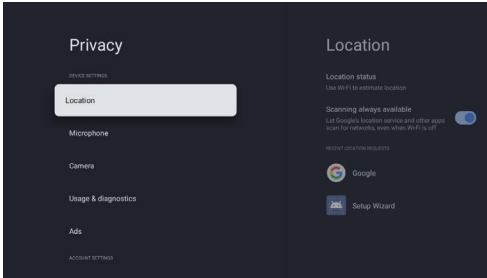 Privacy
DEVICE SETTINGS
Location
Microphone
Camera
Usage & diagnostics
Ads
ACCOUNT SETTINGS
Location
Location status
Use Wi-Fi to estimate location
Scanning always available
Let Google's location service and other apps
scan for networks, even when Wi-Fi is off
RECENT LOCATION REQUESTS
Google
Setup Wizard